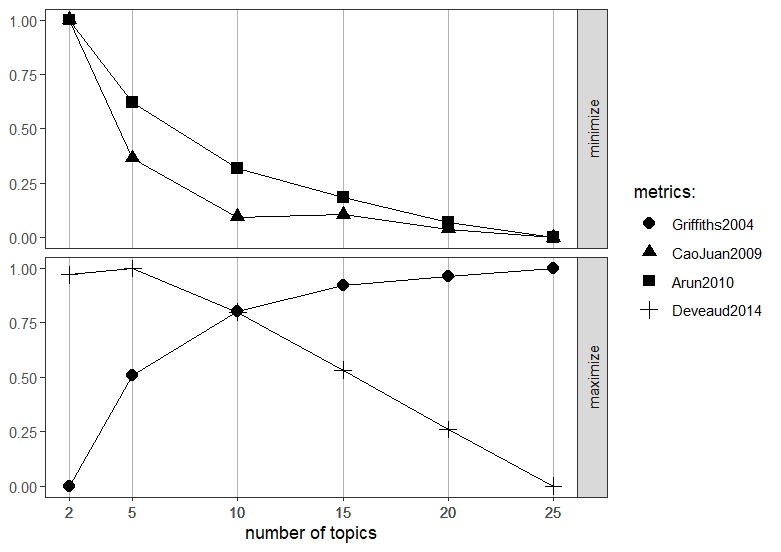 1.00
0.75
0.50
0.25
0.00
minimize
1.00
0.75
0.50
0.25
0.00
maximize
2 5 10 15 20 25
number of topics
metrics:
Griffiths2004
CaoJuan2009
Arun2010
Deveaud2014